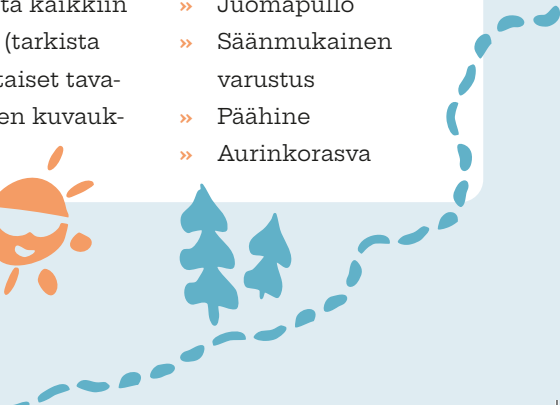 ta kaikkiin
(tarkista
taiset tava-
en kuvauk-
» Juomapullo
» Säänmukainen
varustus
» Päähine
» Aurinkorasva